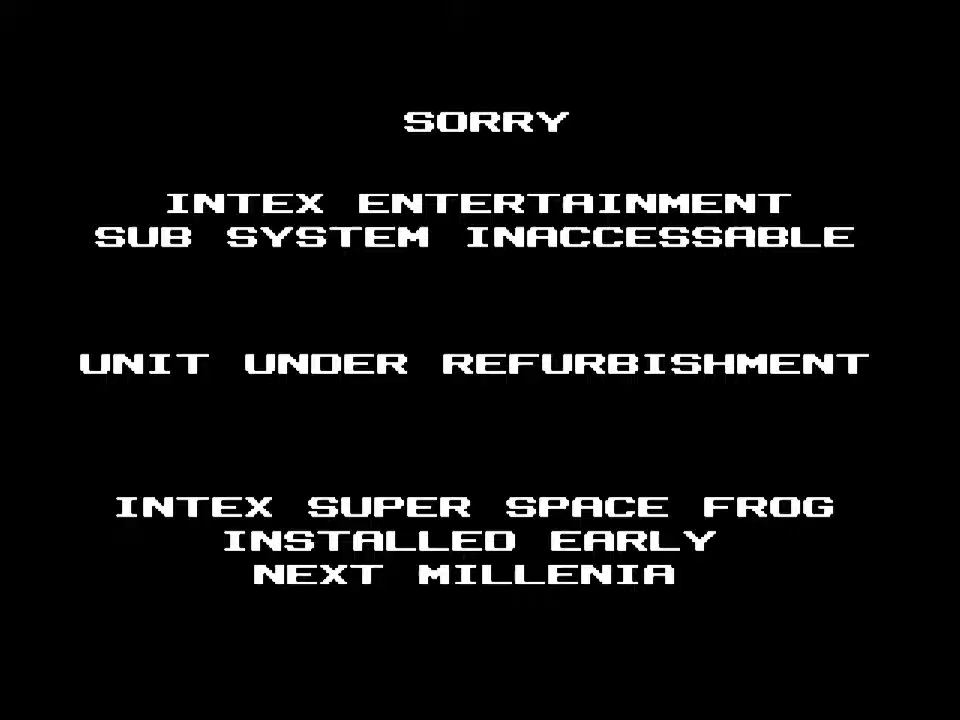 SORRY
INTEX ENTERTAINMENT
SUB SYSTEM INACCESSABLE
UNIT UNDER REFURBISHMENT
INTEX SUPER SPACE FROG
INSTALLED EARLY
NEXT MILLENIA